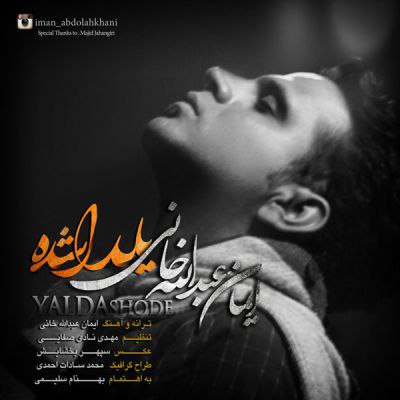 iman_abdolahkhani
Special Thanks to : Majid Jahangiri
یلدا شده
ایمان عبدالله خانی
YALDA SHODE
ترانه و آهنگ ایمان عبدالله خانی
تنظیم مهدی نادی صفایی
عکس سپهر بخشایش
طراح گرافیک محمد سادات احمدی
به اهتمام بهنام سلیمی